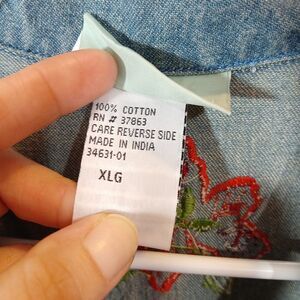 100% COTTON
RN # 37863
CARE REVERSE SIDE
MADE IN INDIA
34631-01
XLG